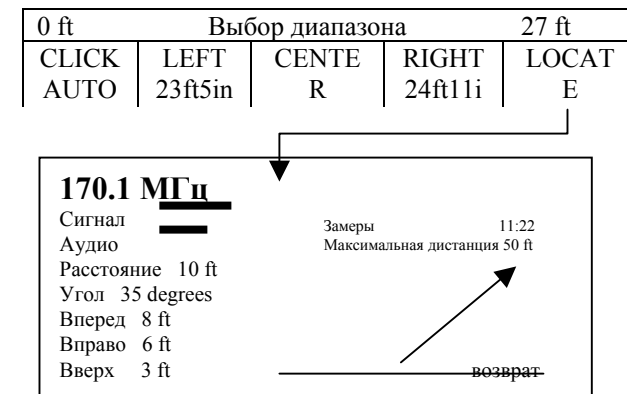 0 ft Выбор диапазона 27 ft
CLICK LEFT CENTE RIGHT LOCAT
AUTO 23ft5in R 24ft11i E
170.1 МГц
Сигнал
Замеры 11:22
Аудио
Максимальная дистанция 50 ft
Расстояние 10 ft
Угол 35 degrees
Вперед 8 ft
Вправо 6 ft
Вверх 3 ft
возврат